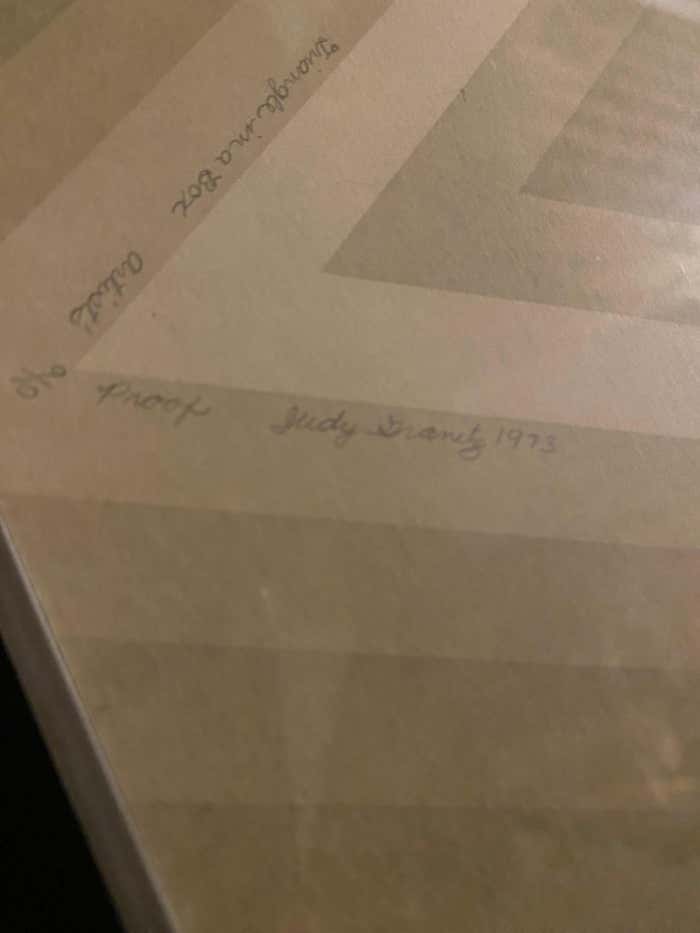 Triangle in a Box
Artist's
Proof
Judy 1973